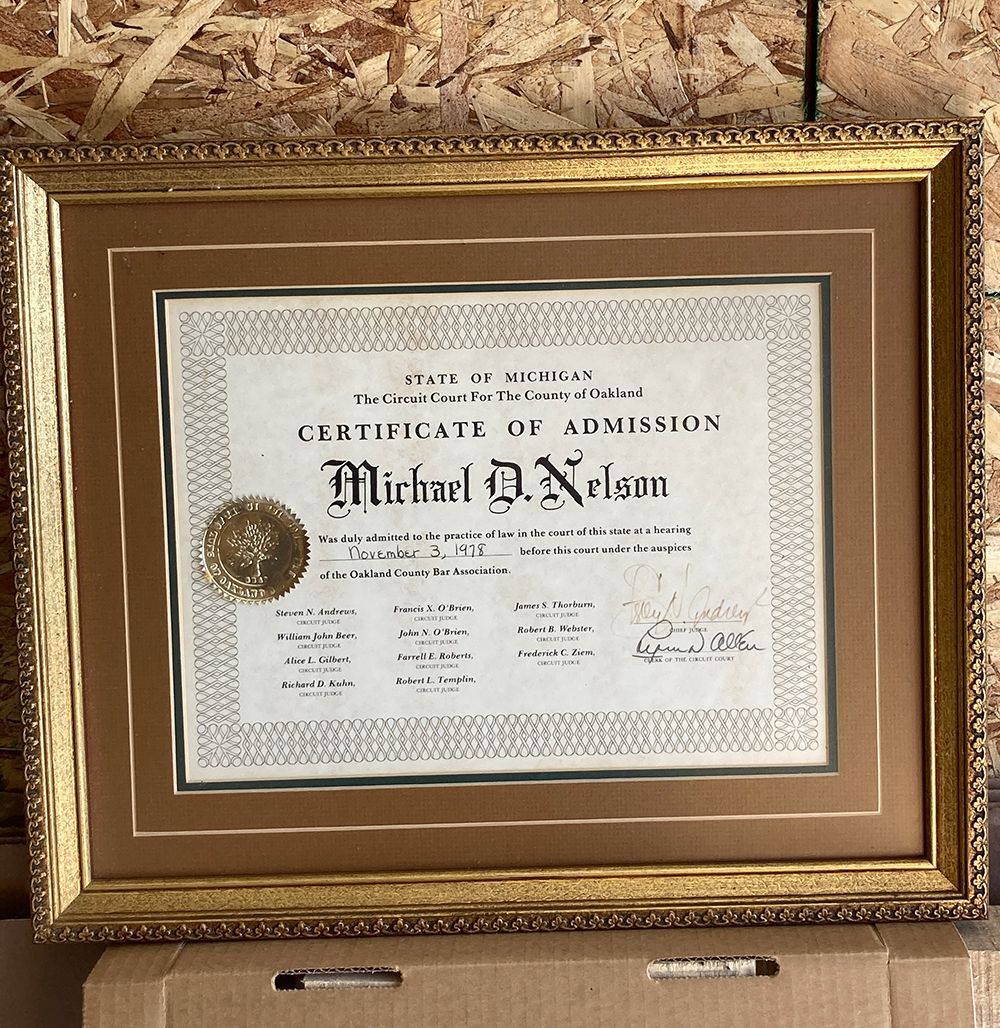 STATE OF MICHIGAN
The Circuit Court For The County of Oakland
CERTIFICATE OF ADMISSION
Michael D. Nelson
Was duly admitted to the practice of law in the court of this state at a hearing
November 3, 1978 before this court under the auspices
of the Oakland County Bar Association.
Steven N. Andrews,
CIRCUIT JUDGE
William John Beer,
CIRCUIT JUDGE
Alice L. Gilbert,
CIRCUIT JUDGE
Richard D. Kuhn,
CIRCUIT JUDGE
Francis X. O'Brien,
CIRCUIT JUDGE
John N. O'Brien,
CIRCUIT JUDGE
Farrell E. Roberts,
CIRCUIT JUDGE
Robert L. Templin,
CIRCUIT JUDGE
James S. Thorburn,
CIRCUIT JUDGE
Robert B. Webster,
CIRCUIT JUDGE
Frederick C. Ziem,
CIRCUIT JUDGE
CHIEF JUDGE
Allen
CLERK OF THE CIRCUIT COURT
OAKLAND